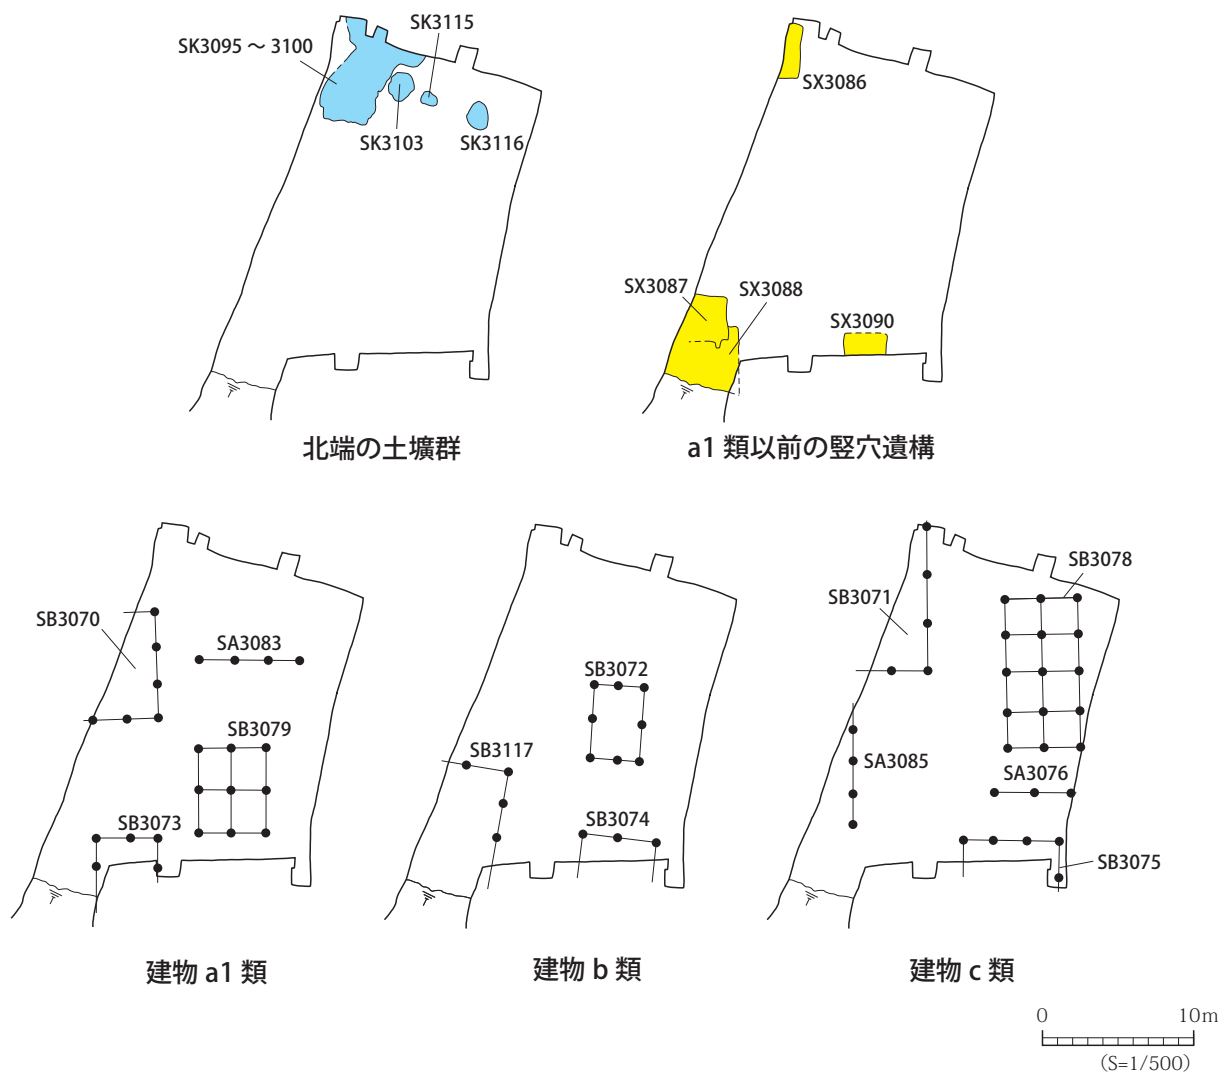 SK3115
SK3095 ～ 3100
SK3103
SK3116
北端の土壙群
SX3086
SX3087
SX3088
SX3090
a1 類以前の竪穴遺構
SB3070
SA3083
SB3079
SB3073
建物 a1 類
SB3072
SB3117
SB3074
建物 b 類
SB3078
SB3071
SA3085
SA3076
SB3075
建物 c 類
0 10m
(S=1/500)